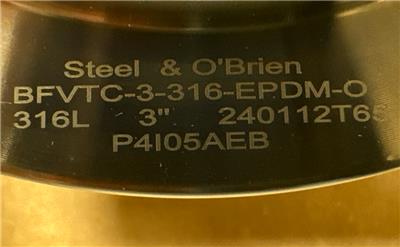 Steel & O'Brien
BFVTC-3-316-EPDM-O
316L 3" 240112T65
P4I05AEB